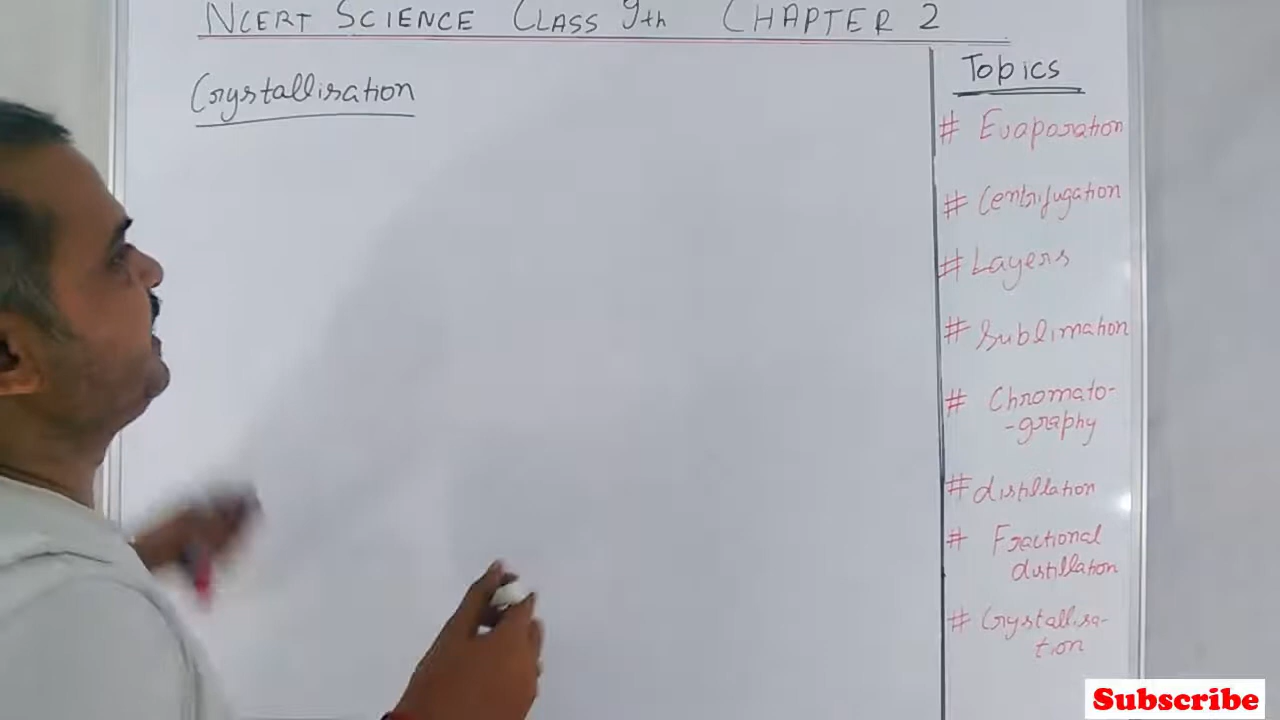 NCERT SCIENCE CLASS 9th CHAPTER 2
Crystallisation
Topics
# Evaporation
# Centrifugation
# Layers
# Sublimation
# Chromato-
-graphy
# distillation
# Fractional
distillation
# Crystallisa-
tion
Subscribe